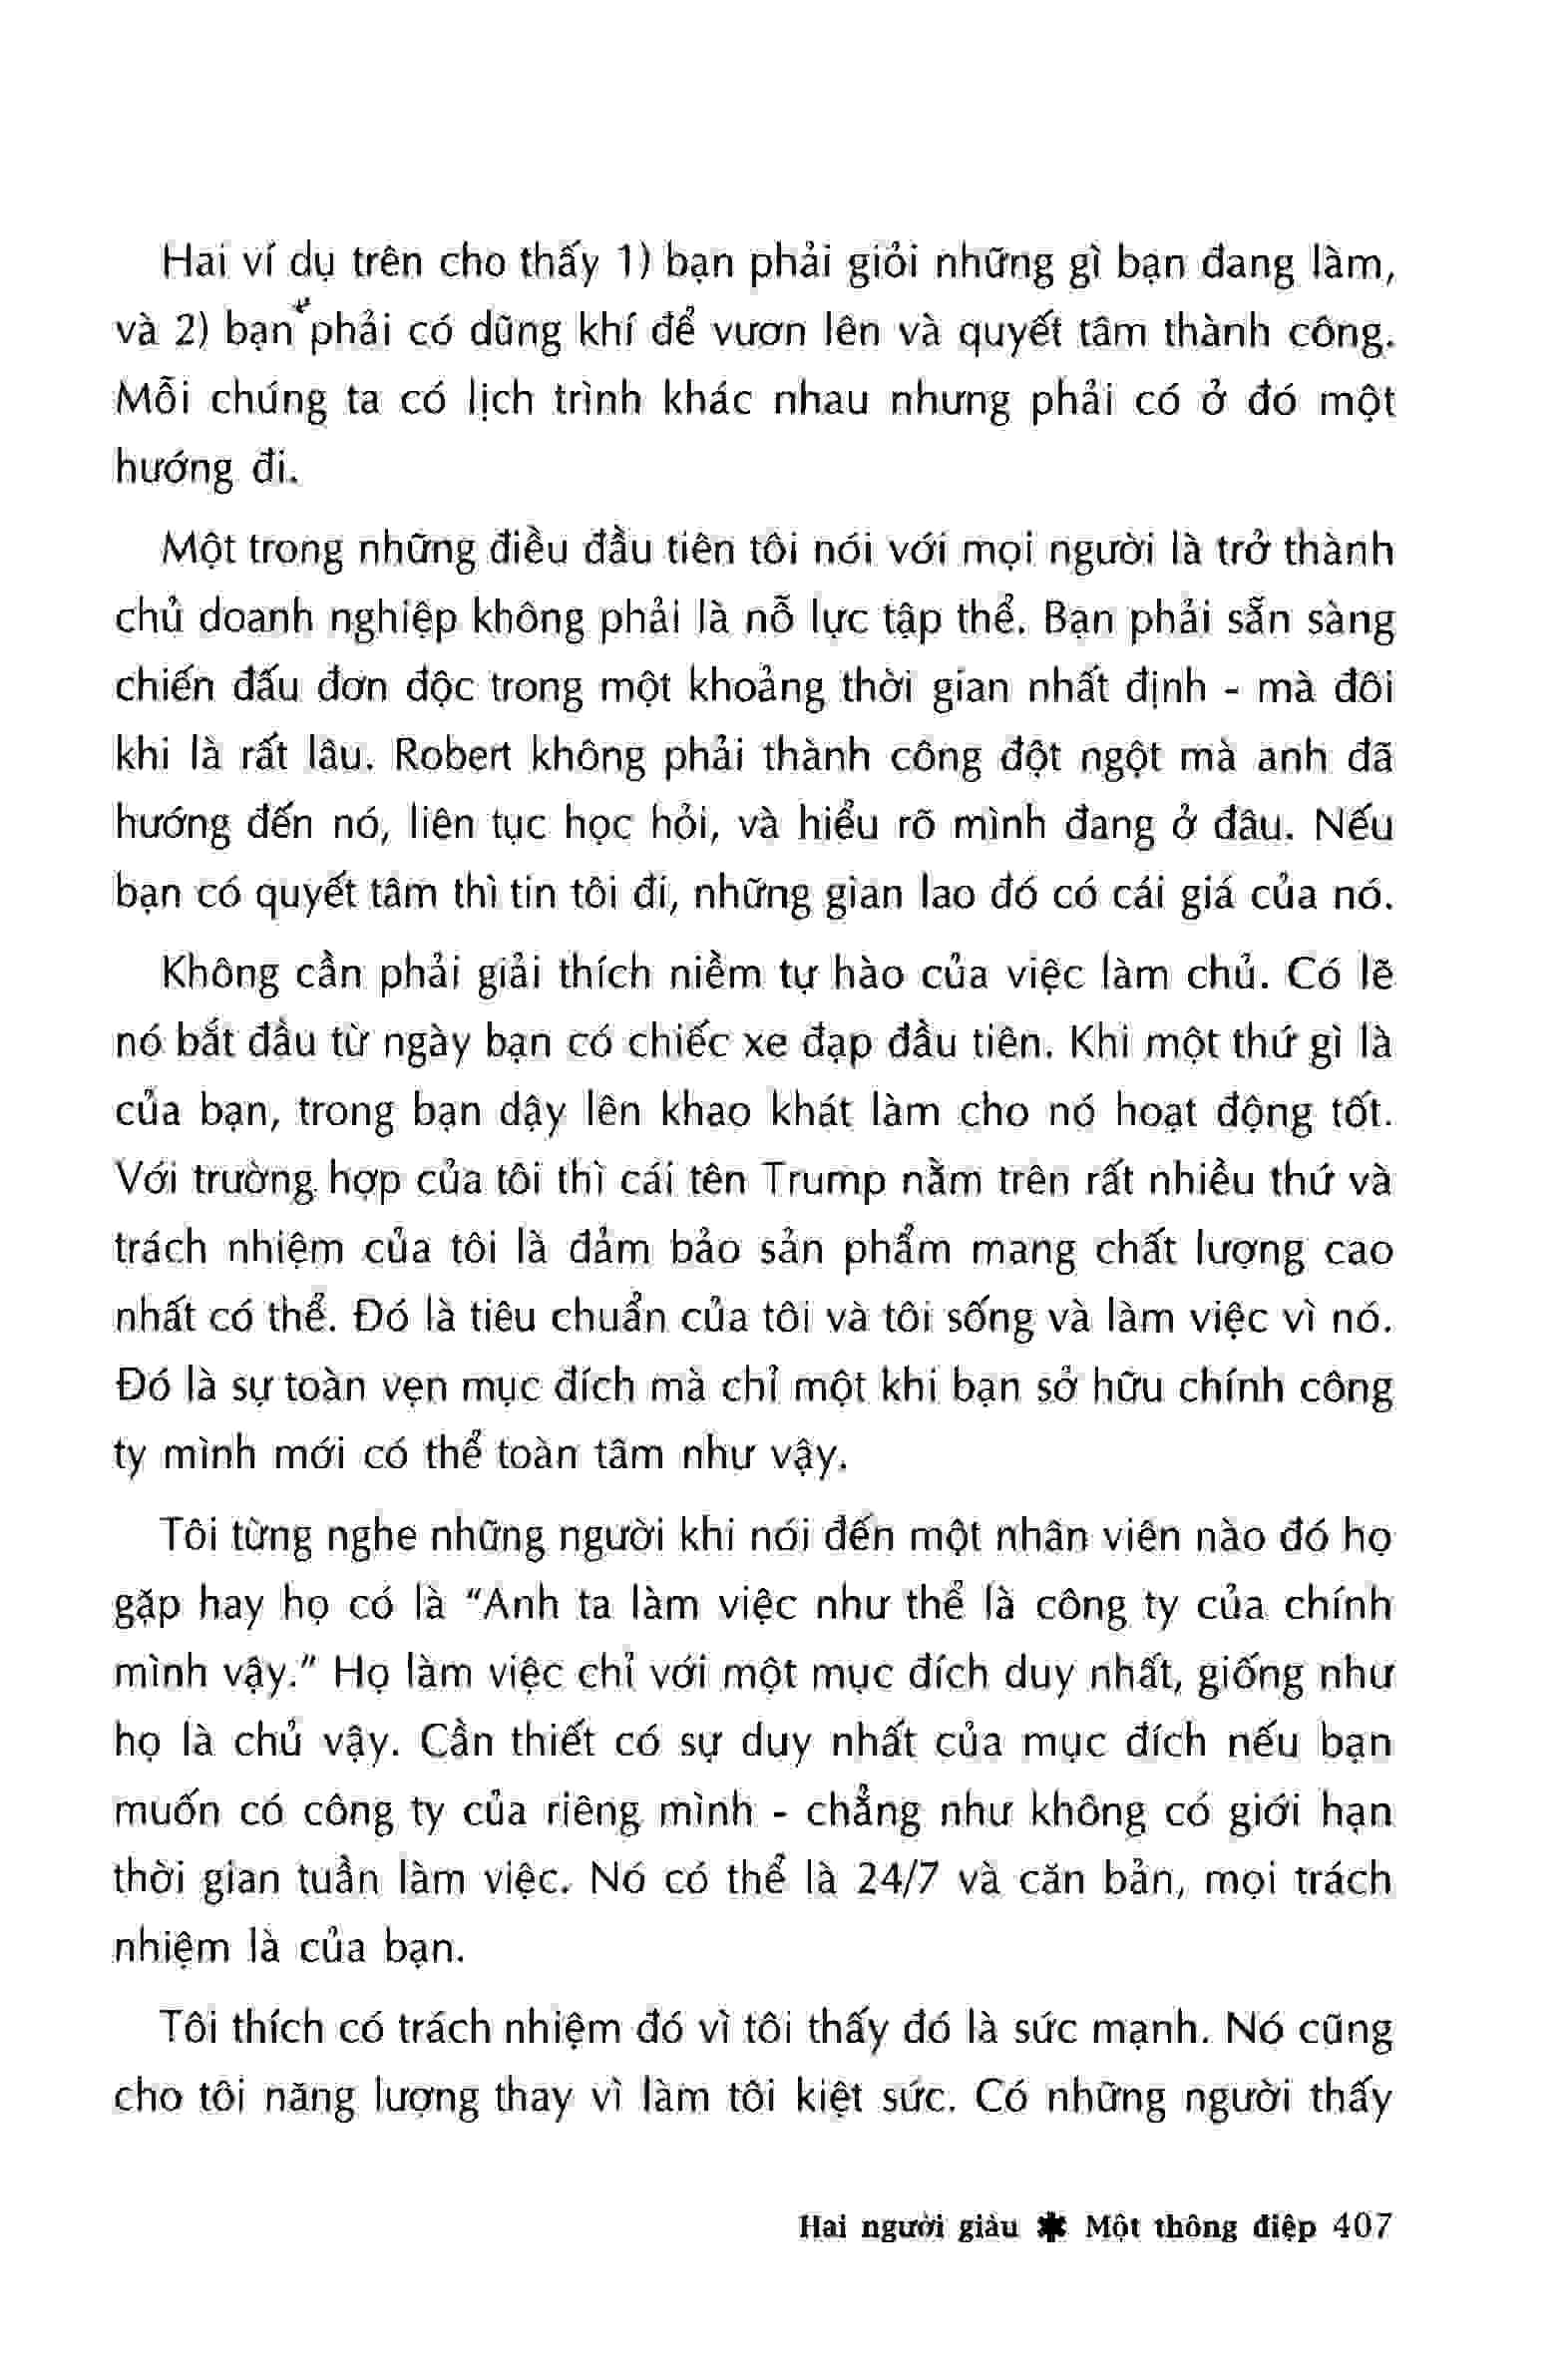 Hai ví dụ trên cho thấy 1) bạn phải giỏi những gì bạn đang làm,
và 2) bạn phải có dũng khí để vươn lên và quyết tâm thành công.
Mỗi chúng ta có lịch trình khác nhau nhưng phải có ở đó một
hướng đi.
Một trong những điều đầu tiên tôi nói với mọi người là trở thành
chủ doanh nghiệp không phải là nỗ lực tập thể. Bạn phải sẵn sàng
chiến đấu đơn độc trong một khoảng thời gian nhất định - mà đôi
khi là rất lâu. Robert không phải thành công đột ngột mà anh đã
hướng đến nó, liên tục học hỏi, và hiểu rõ mình đang ở đâu. Nếu
bạn có quyết tâm thì tin tôi đi, những gian lao đó có cái giá của nó.
Không cần phải giải thích niềm tự hào của việc làm chủ. Có lẽ
nó bắt đầu từ ngày bạn có chiếc xe đạp đầu tiên. Khi một thứ gì là
của bạn, trong bạn dậy lên khao khát làm cho nó hoạt động tốt.
Với trường hợp của tôi thì cái tên Trump nằm trên rất nhiều thứ và
trách nhiệm của tôi là đảm bảo sản phẩm mang chất lượng cao
nhất có thể. Đó là tiêu chuẩn của tôi và tôi sống và làm việc vì nó.
Đó là sự toàn vẹn mục đích mà chỉ một khi bạn sở hữu chính công
ty mình mới có thể toàn tâm như vậy.
Tôi từng nghe những người khi nói đến một nhân viên nào đó họ
gặp hay họ có là “Anh ta làm việc như thể là công ty của chính
mình vậy.” Họ làm việc chỉ với một mục đích duy nhất, giống như
họ là chủ vậy. Cần thiết có sự duy nhất của mục đích nếu bạn
muốn có công ty của riêng mình - chẳng như không có giới hạn
thời gian tuần làm việc. Nó có thể là 24/7 và căn bản, mọi trách
nhiệm là của bạn.
Tôi thích có trách nhiệm đó vì tôi thấy đó là sức mạnh. Nó cũng
cho tôi năng lượng thay vì làm tôi kiệt sức. Có những người thấy
Hai người giàu ✱ Một thông điệp 407